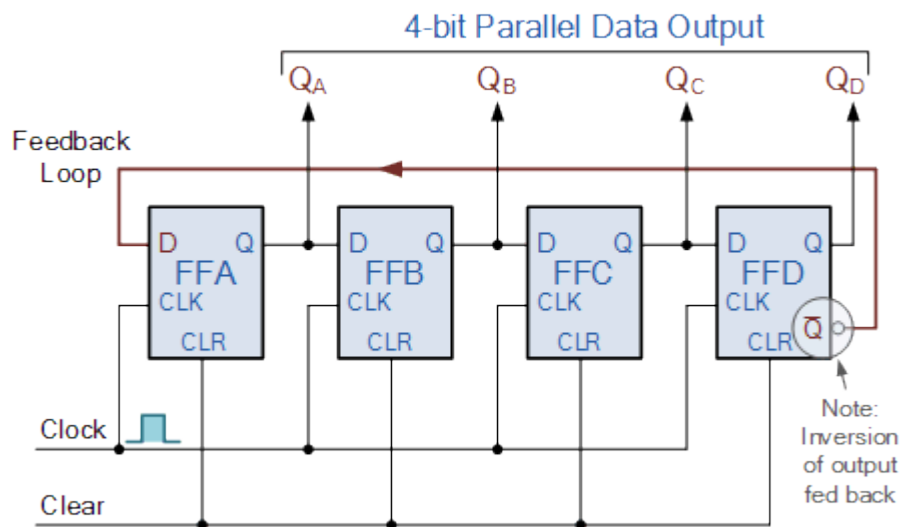 4-bit Parallel Data Output
QA QB QC QD
Feedback
Loop
D Q D Q D Q D Q
FFA FFB FFC FFD
CLK CLK CLK CLK
CLR CLR CLR CLR
Q̅
Clock
Clear
Note:
Inversion
of output
fed back